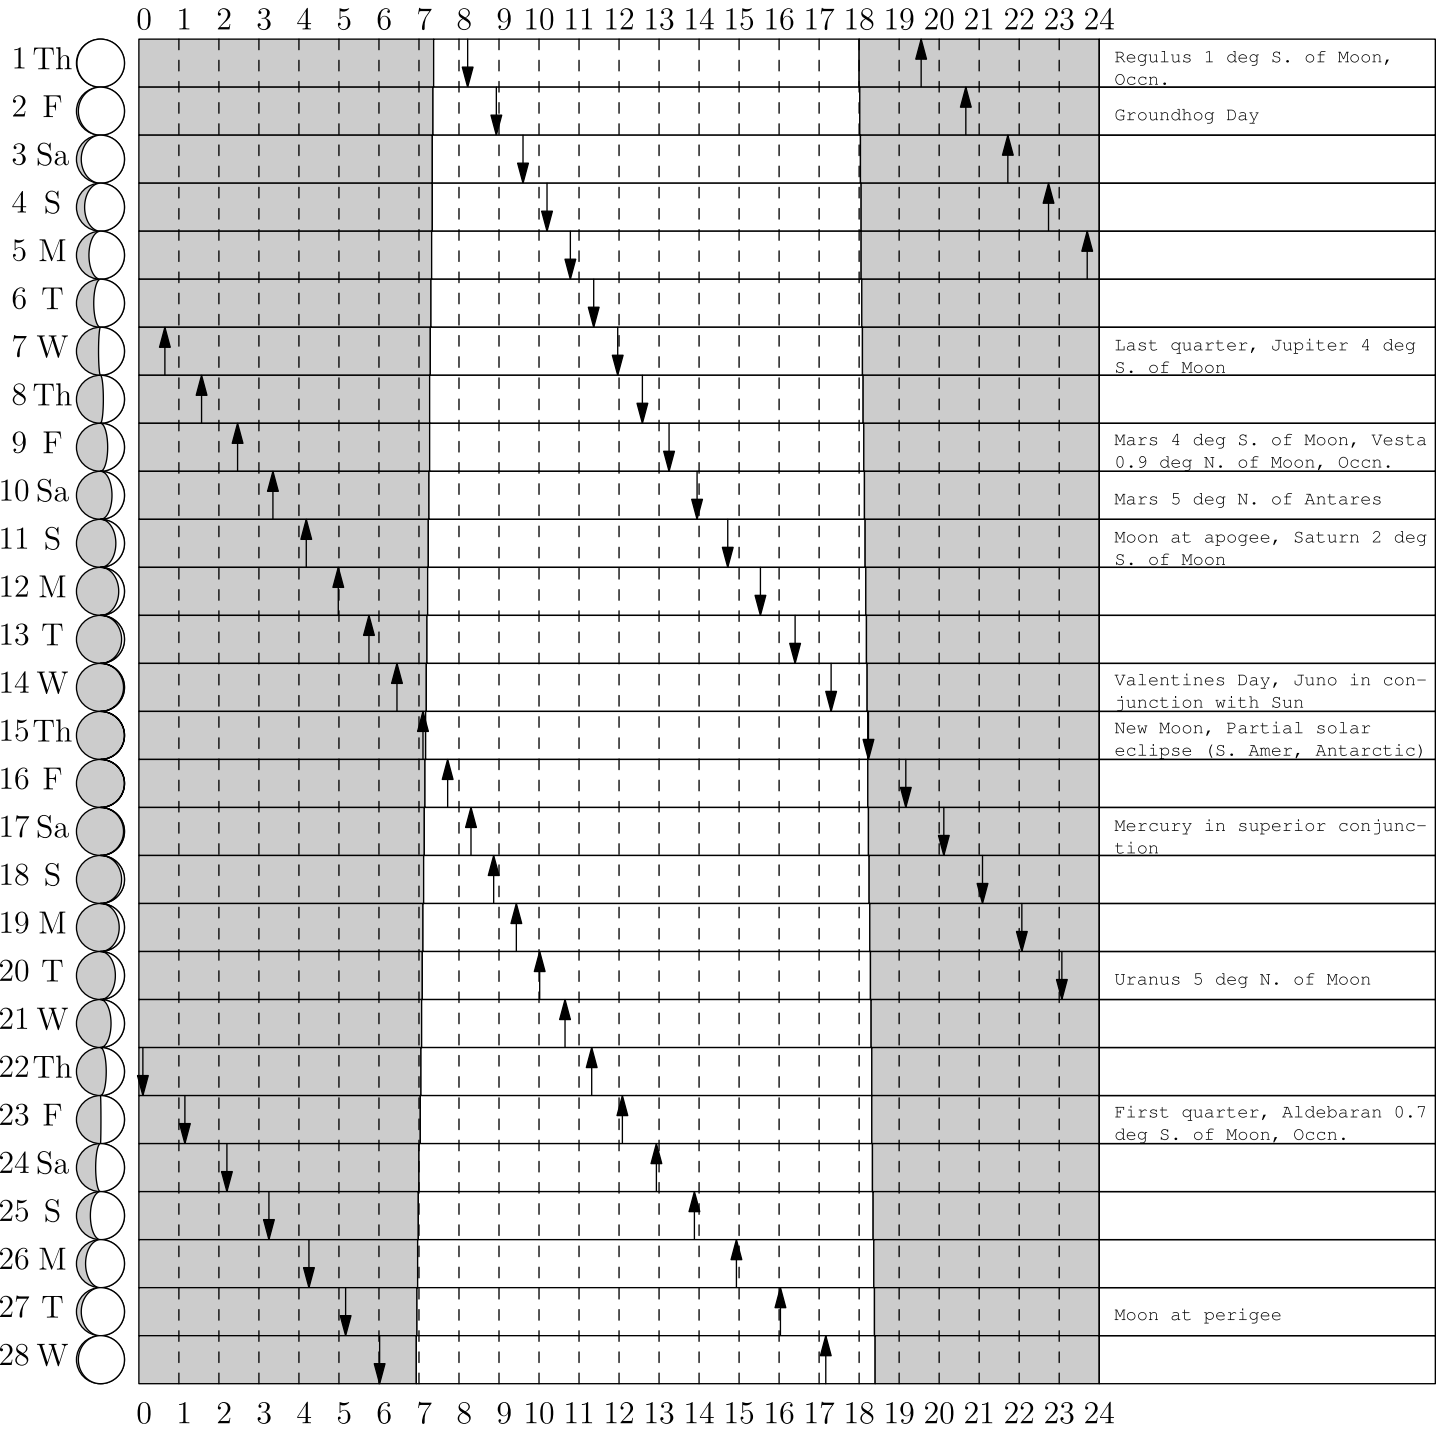 0 1 2 3 4 5 6 7 8 9 10 11 12 13 14 15 16 17 18 19 20 21 22 23 24
1 Th Regulus 1 deg S. of Moon,
Occn.
2 F Groundhog Day
3 Sa
4 S
5 M
6 T
7 W Last quarter, Jupiter 4 deg
S. of Moon
8 Th
9 F Mars 4 deg S. of Moon, Vesta
0.9 deg N. of Moon, Occn.
10 Sa Mars 5 deg N. of Antares
11 S Moon at apogee, Saturn 2 deg
S. of Moon
12 M
13 T
14 W Valentines Day, Juno in con-
junction with Sun
15 Th New Moon, Partial solar
eclipse (S. Amer, Antarctic)
16 F
17 Sa Mercury in superior conjunc-
tion
18 S
19 M
20 T Uranus 5 deg N. of Moon
21 W
22 Th
23 F First quarter, Aldebaran 0.7
deg S. of Moon, Occn.
24 Sa
25 S
26 M
27 T Moon at perigee
28 W
0 1 2 3 4 5 6 7 8 9 10 11 12 13 14 15 16 17 18 19 20 21 22 23 24